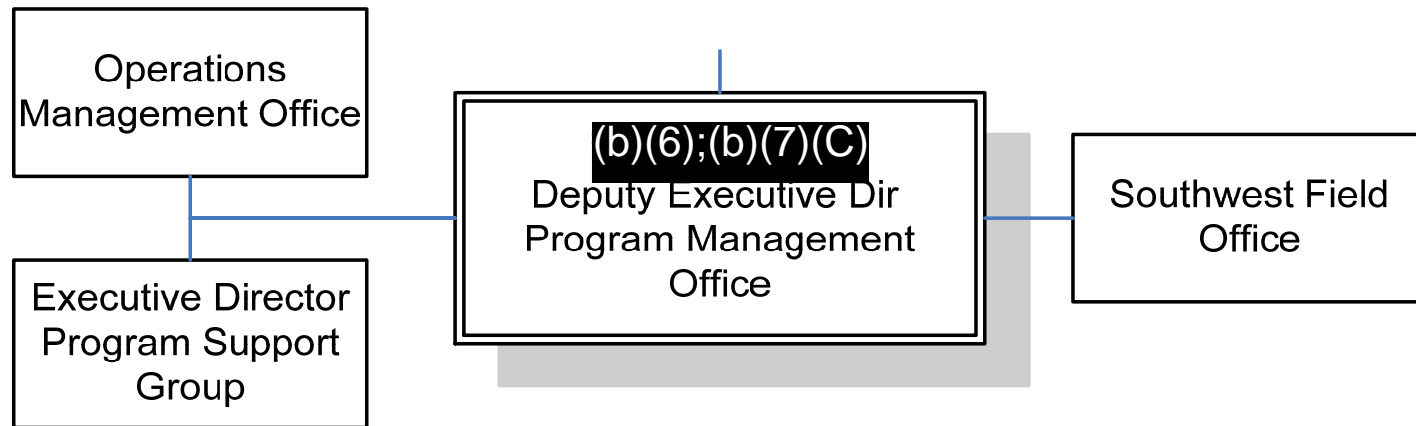 Operations
Management Office
(b)(6);(b)(7)(C)
Deputy Executive Dir
Program Management
Office
Southwest Field
Office
Executive Director
Program Support
Group